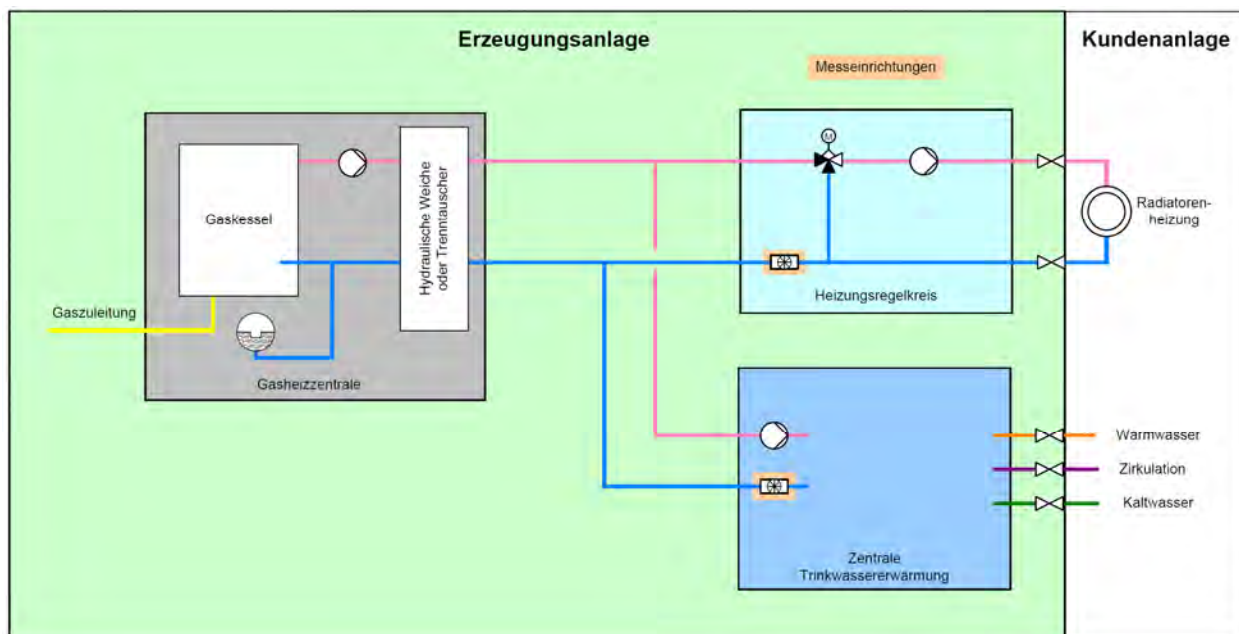 Erzeugungsanlage
Kundenanlage
Messeinrichtungen
M
Gaskessel
Hydraulische Weiche
oder Trenntauscher
Radiatoren-
heizung
Gaszuleitung
Heizungsregelkreis
Gasheizzentrale
Warmwasser
Zirkulation
Kaltwasser
Zentrale
Trinkwassererwärmung